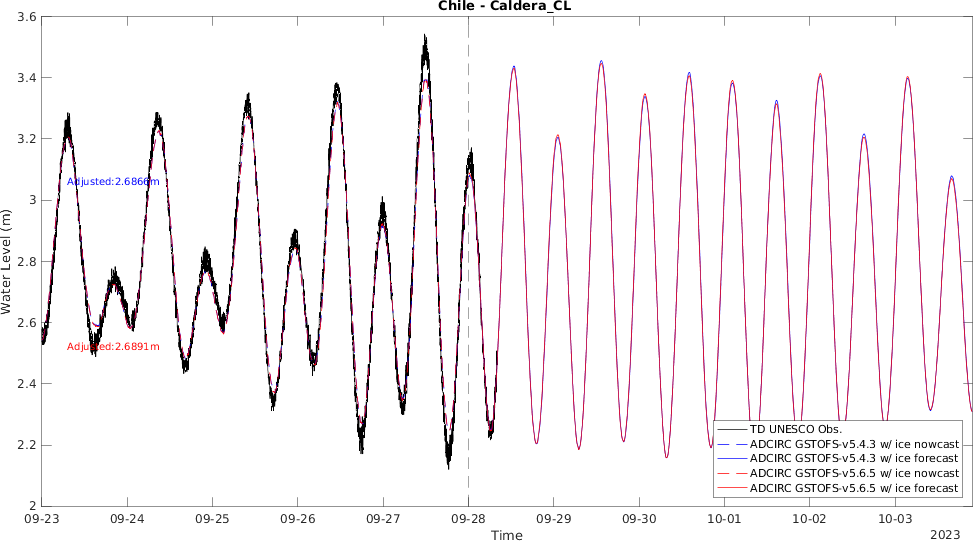 Chile - Caldera_CL
3.6
3.4
3.2
3
2.8
2.6
2.4
2.2
2
Water Level (m)
Adjusted:2.6866m
Adjusted:2.6891m
TD UNESCO Obs.
ADCIRC GSTOFS-v5.4.3 w/ ice nowcast
ADCIRC GSTOFS-v5.4.3 w/ ice forecast
ADCIRC GSTOFS-v5.6.5 w/ ice nowcast
ADCIRC GSTOFS-v5.6.5 w/ ice forecast
09-23 09-24 09-25 09-26 09-27 09-28 09-29 09-30 10-01 10-02 10-03
Time
2023